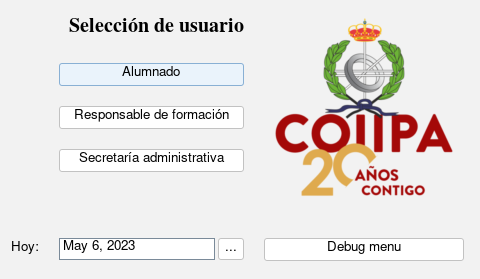 Selección de usuario
Alumnado
Responsable de formación
Secretaría administrativa
COIIPA
20 AÑOS
CONTIGO
Hoy:
May 6, 2023
...
Debug menu